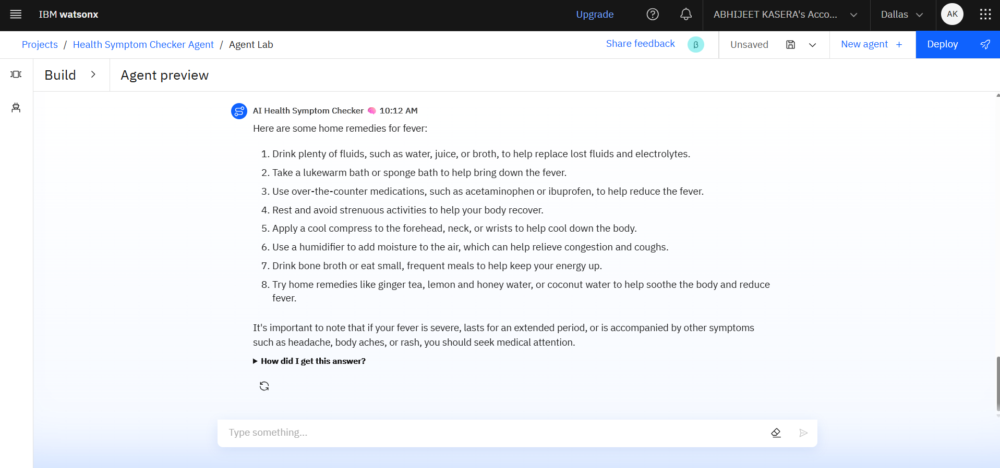 IBM watsonx
Upgrade
ABHIJEET KASERA's Acco...
Dallas
AK
Projects / Health Symptom Checker Agent / Agent Lab
Share feedback
β
Unsaved
New agent +
Deploy
Build
Agent preview
AI Health Symptom Checker 🧠 10:12 AM
Here are some home remedies for fever:
1. Drink plenty of fluids, such as water, juice, or broth, to help replace lost fluids and electrolytes.
2. Take a lukewarm bath or sponge bath to help bring down the fever.
3. Use over-the-counter medications, such as acetaminophen or ibuprofen, to help reduce the fever.
4. Rest and avoid strenuous activities to help your body recover.
5. Apply a cool compress to the forehead, neck, or wrists to help cool down the body.
6. Use a humidifier to add moisture to the air, which can help relieve congestion and coughs.
7. Drink bone broth or eat small, frequent meals to help keep your energy up.
8. Try home remedies like ginger tea, lemon and honey water, or coconut water to help soothe the body and reduce
fever.
It's important to note that if your fever is severe, lasts for an extended period, or is accompanied by other symptoms
such as headache, body aches, or rash, you should seek medical attention.
How did I get this answer?
Type something...